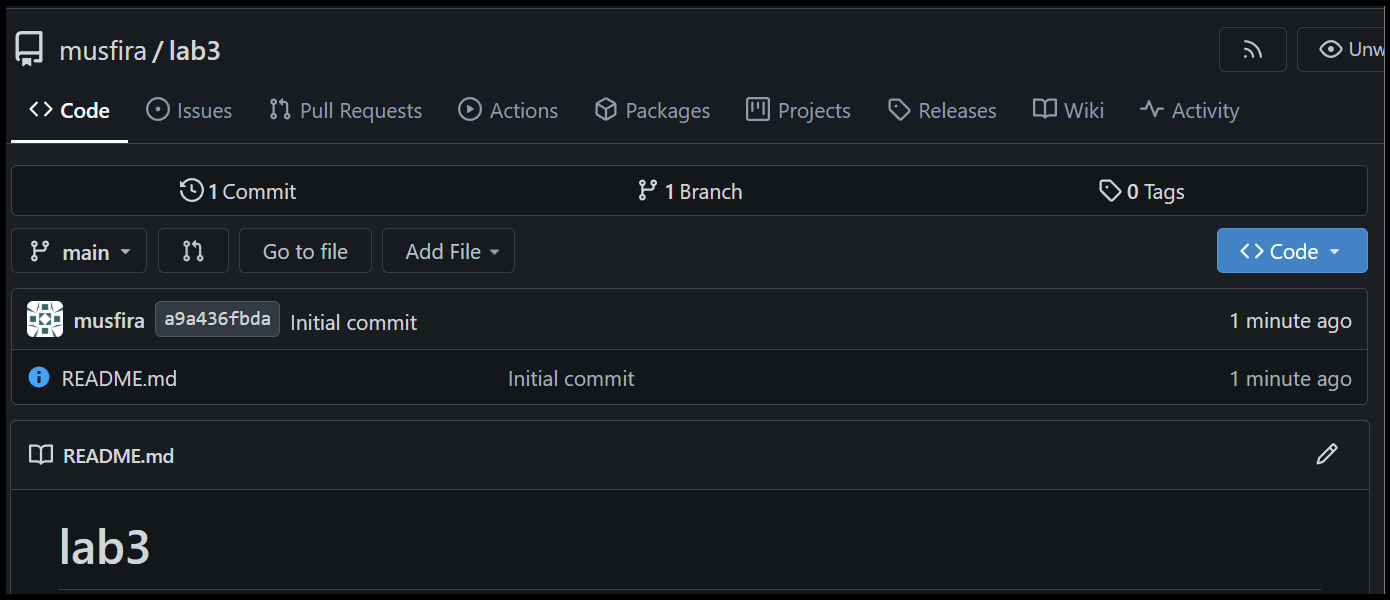 musfira / lab3
Unw
Code Issues Pull Requests Actions Packages Projects Releases Wiki Activity
1 Commit 1 Branch 0 Tags
main Go to file Add File Code
musfira a9a436fbda Initial commit 1 minute ago
README.md Initial commit 1 minute ago
README.md
lab3